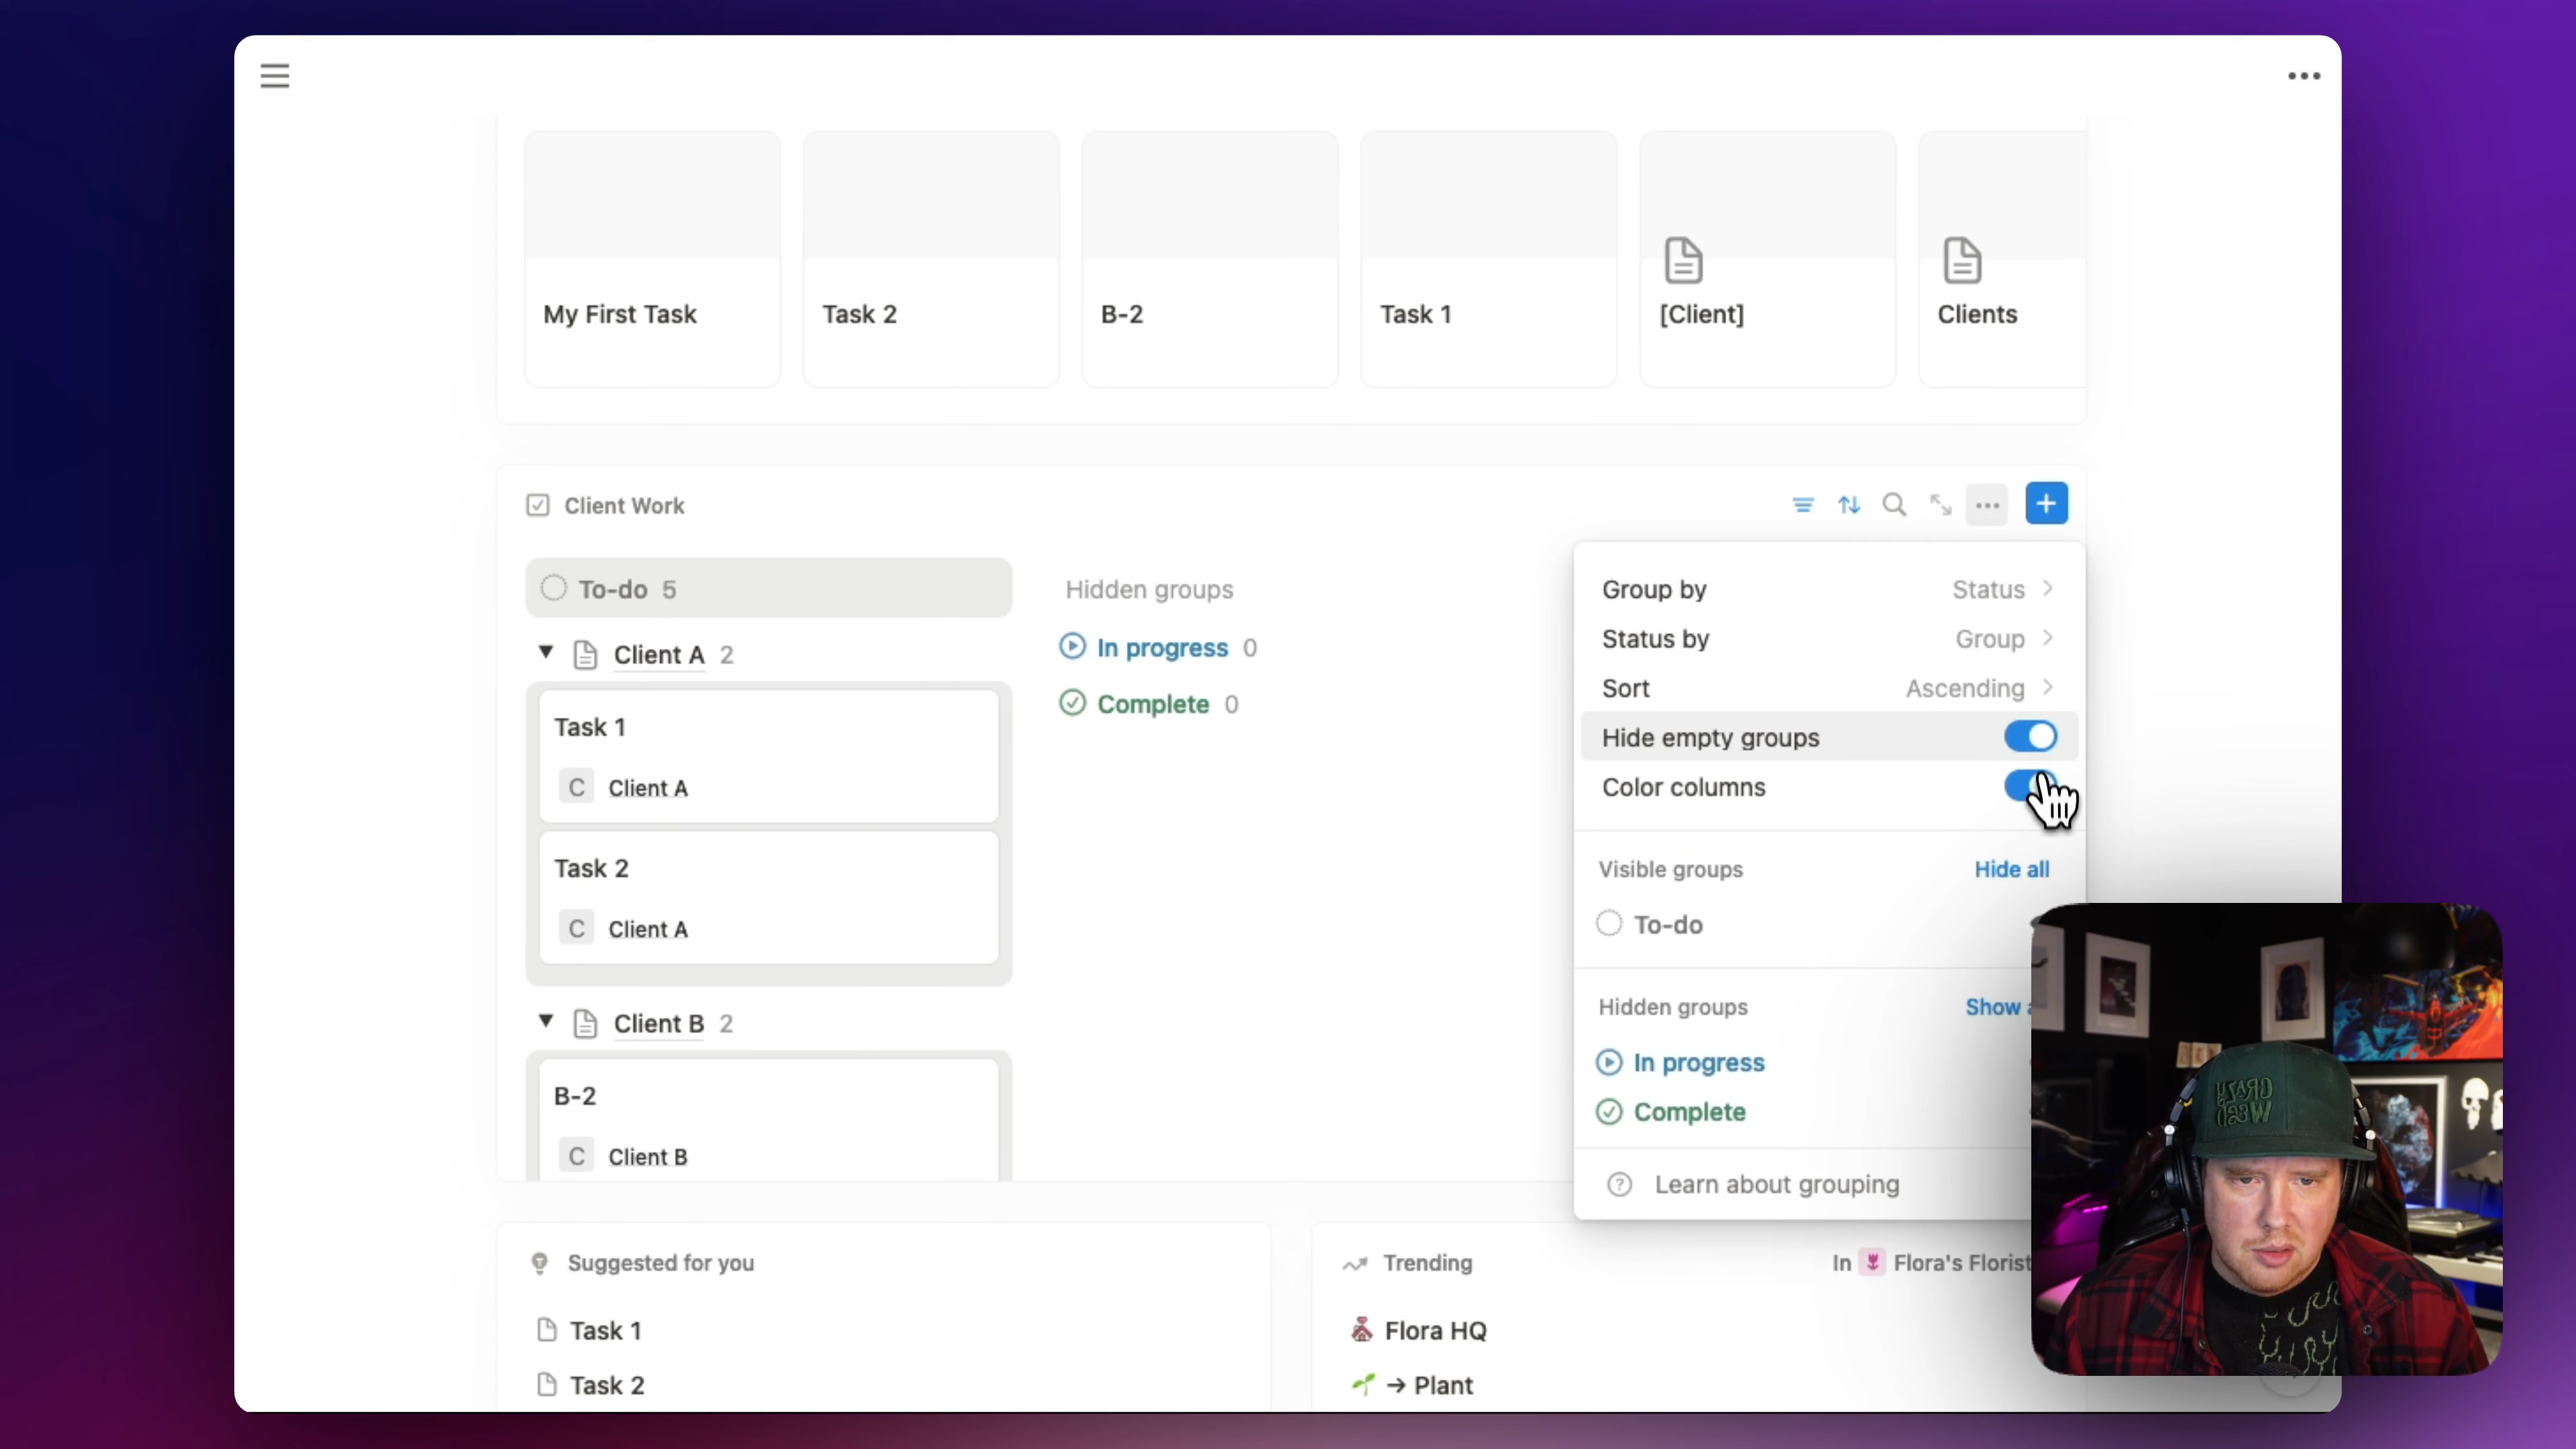 My First Task
Task 2
B-2
Task 1
[Client]
Clients
Client Work
To-do 5
Hidden groups
Client A 2
In progress 0
Complete 0
Task 1
C Client A
Task 2
C Client A
Client B 2
B-2
C Client B
Group by Status
Status by Group
Sort Ascending
Hide empty groups
Color columns
Visible groups Hide all
To-do
Hidden groups Show
In progress
Complete
Learn about grouping
Suggested for you
Task 1
Task 2
Trending
In Flora's Florist
Flora HQ
→ Plant
CRAZY
WEED